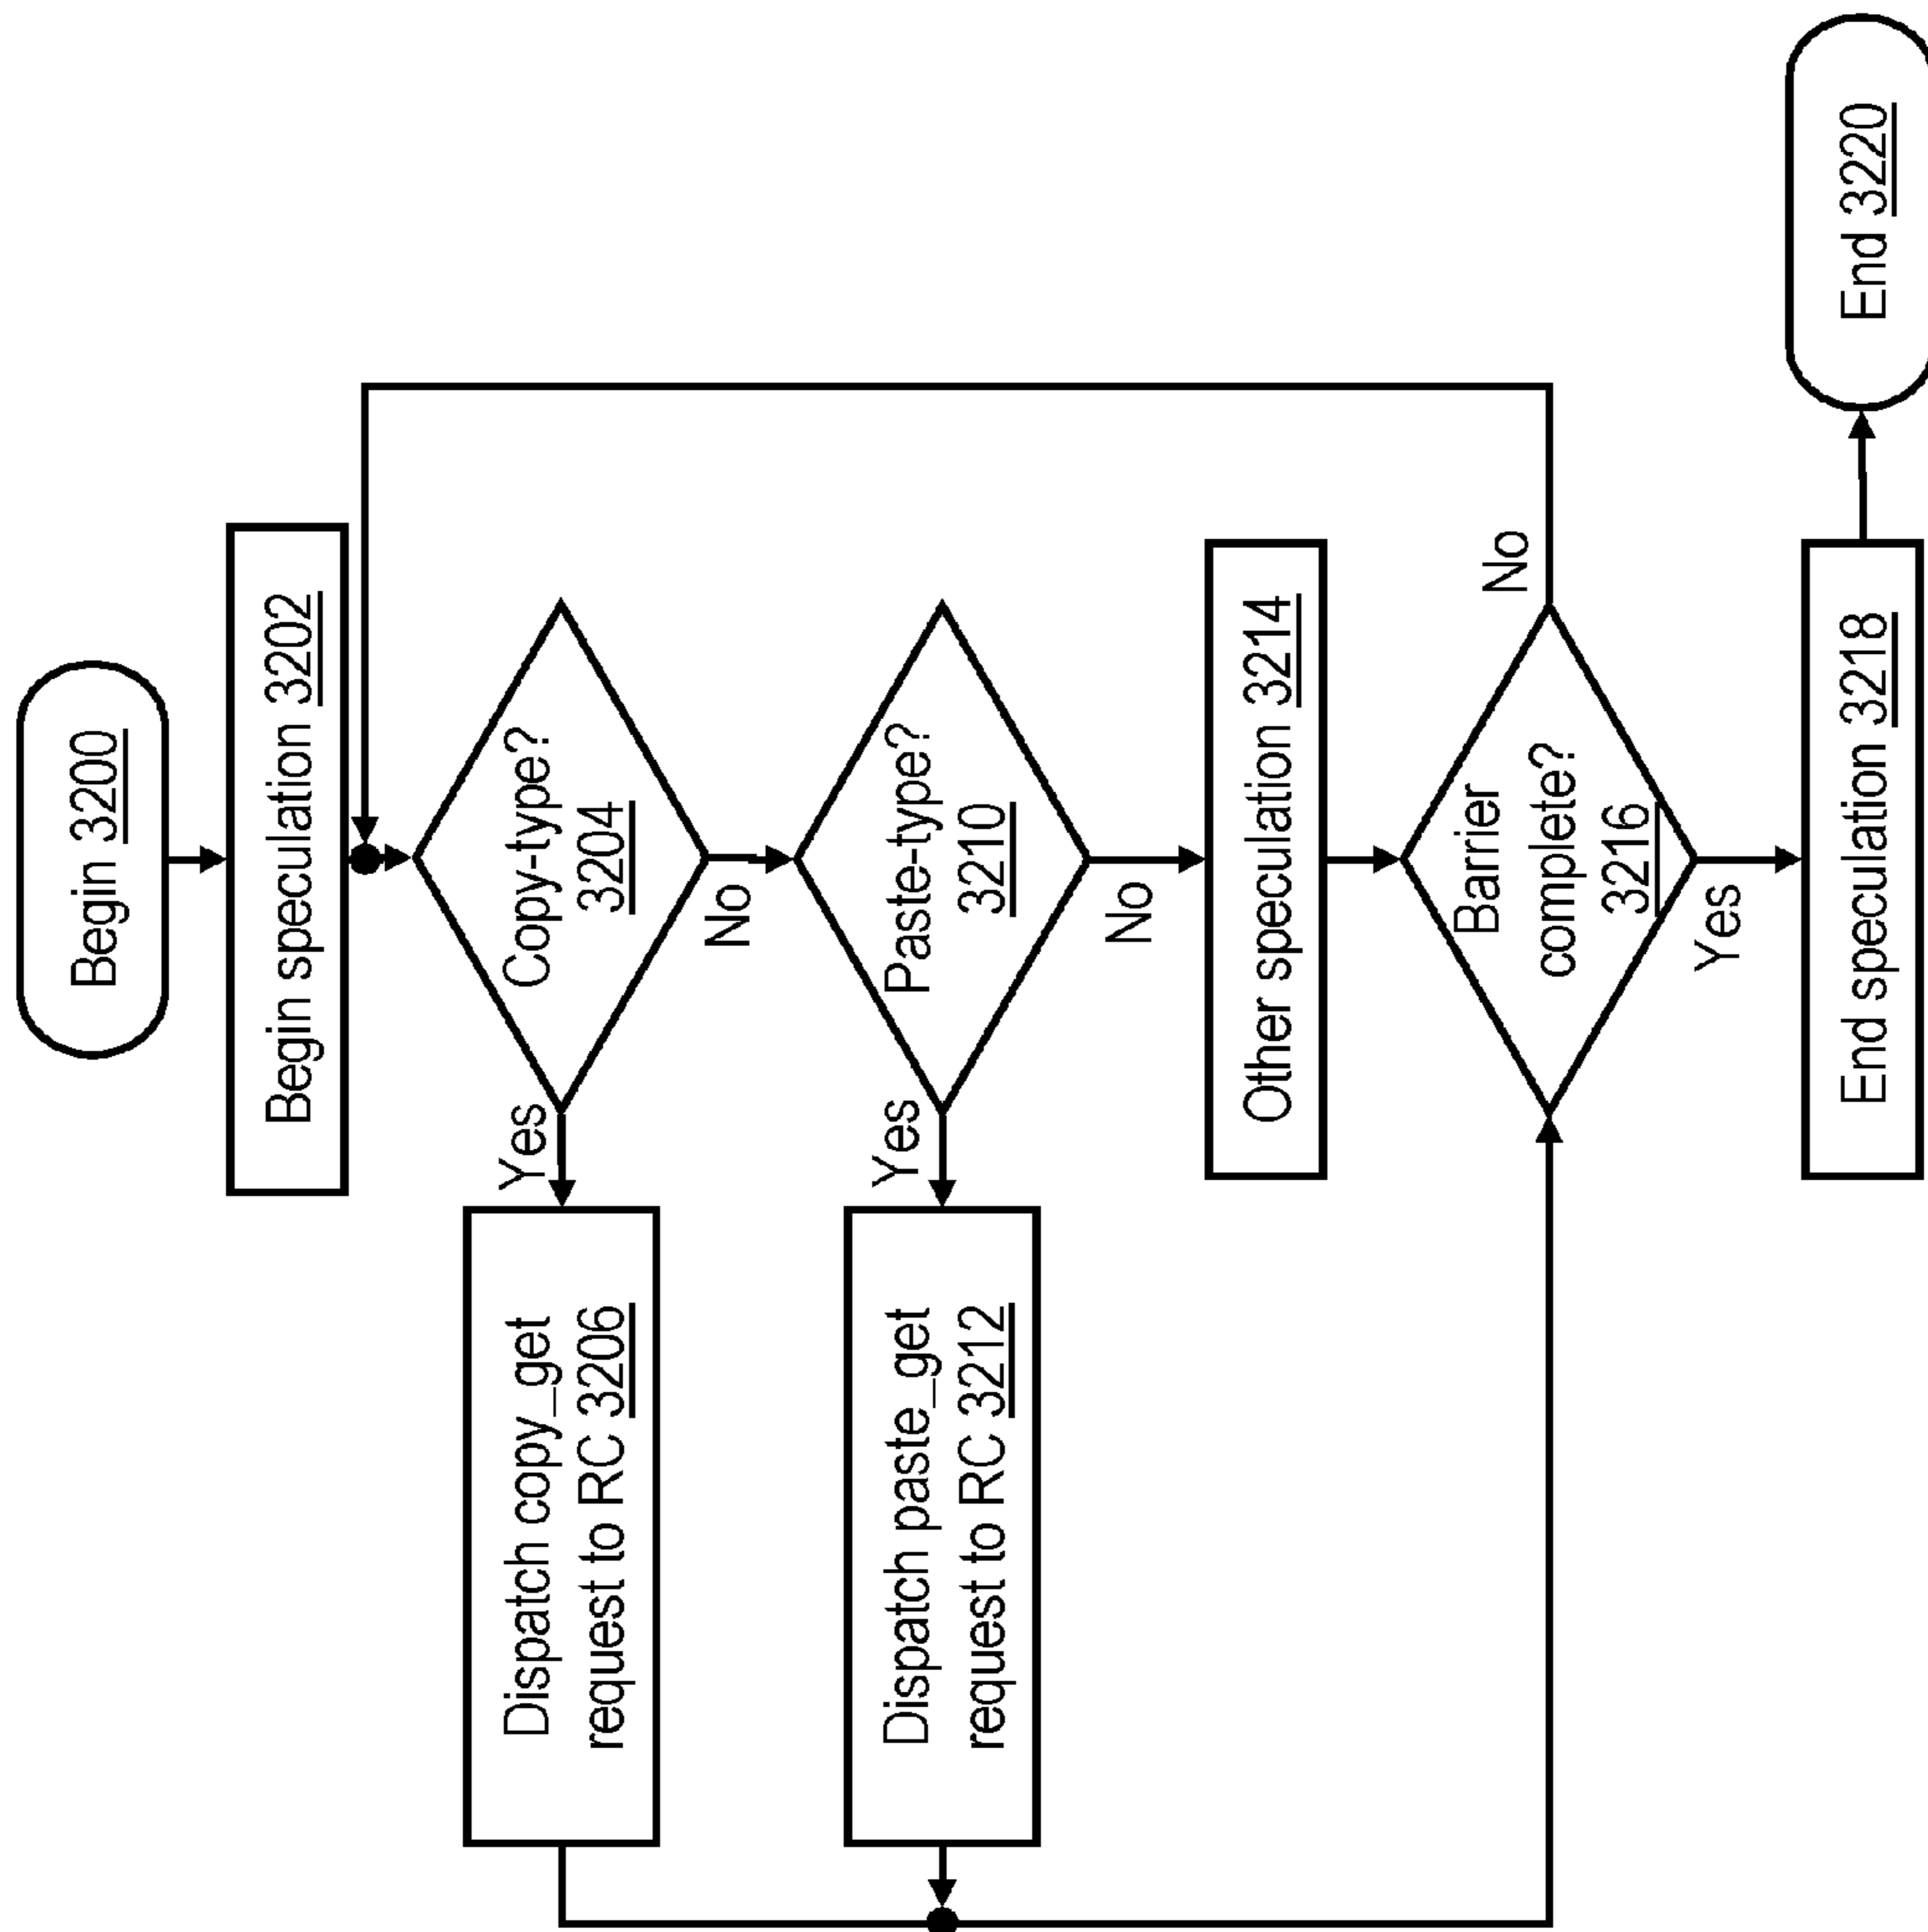 Begin 3200
Begin speculation 3202
Copy-type?
3204
Yes
No
Dispatch copy_get
request to RC 3206
Paste-type?
3210
Yes
No
Dispatch paste_get
request to RC 3212
Other speculation 3214
Barrier
complete?
3216
No
Yes
End speculation 3218
End 3220